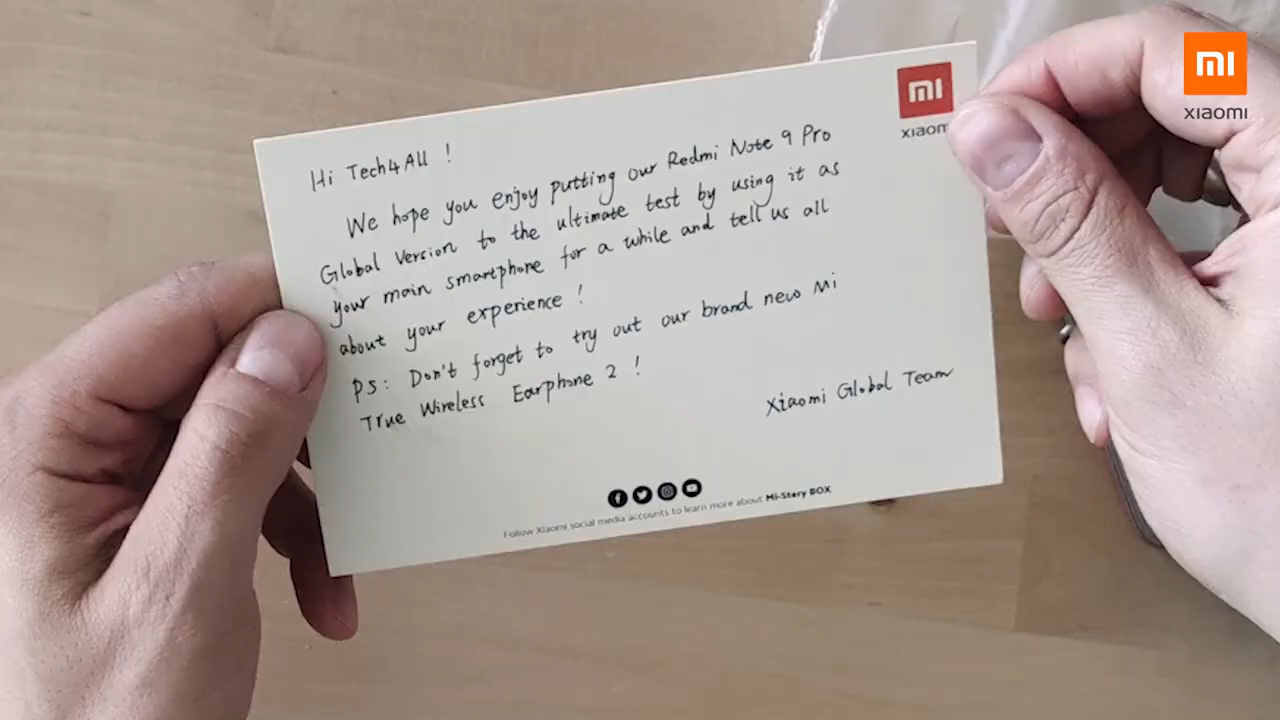 mi
xiaomi
mi
xiaom
Hi Tech4All !
We hope you enjoy putting our Redmi Note 9 Pro
Global Version to the ultimate test by using it as
your main smartphone for a while and tell us all
about your experience !
PS: Don't forget to try out our brand new Mi
True Wireless Earphone 2 !
Xiaomi Global Team
Follow Xiaomi social media accounts to learn more about Mi-Story BOX